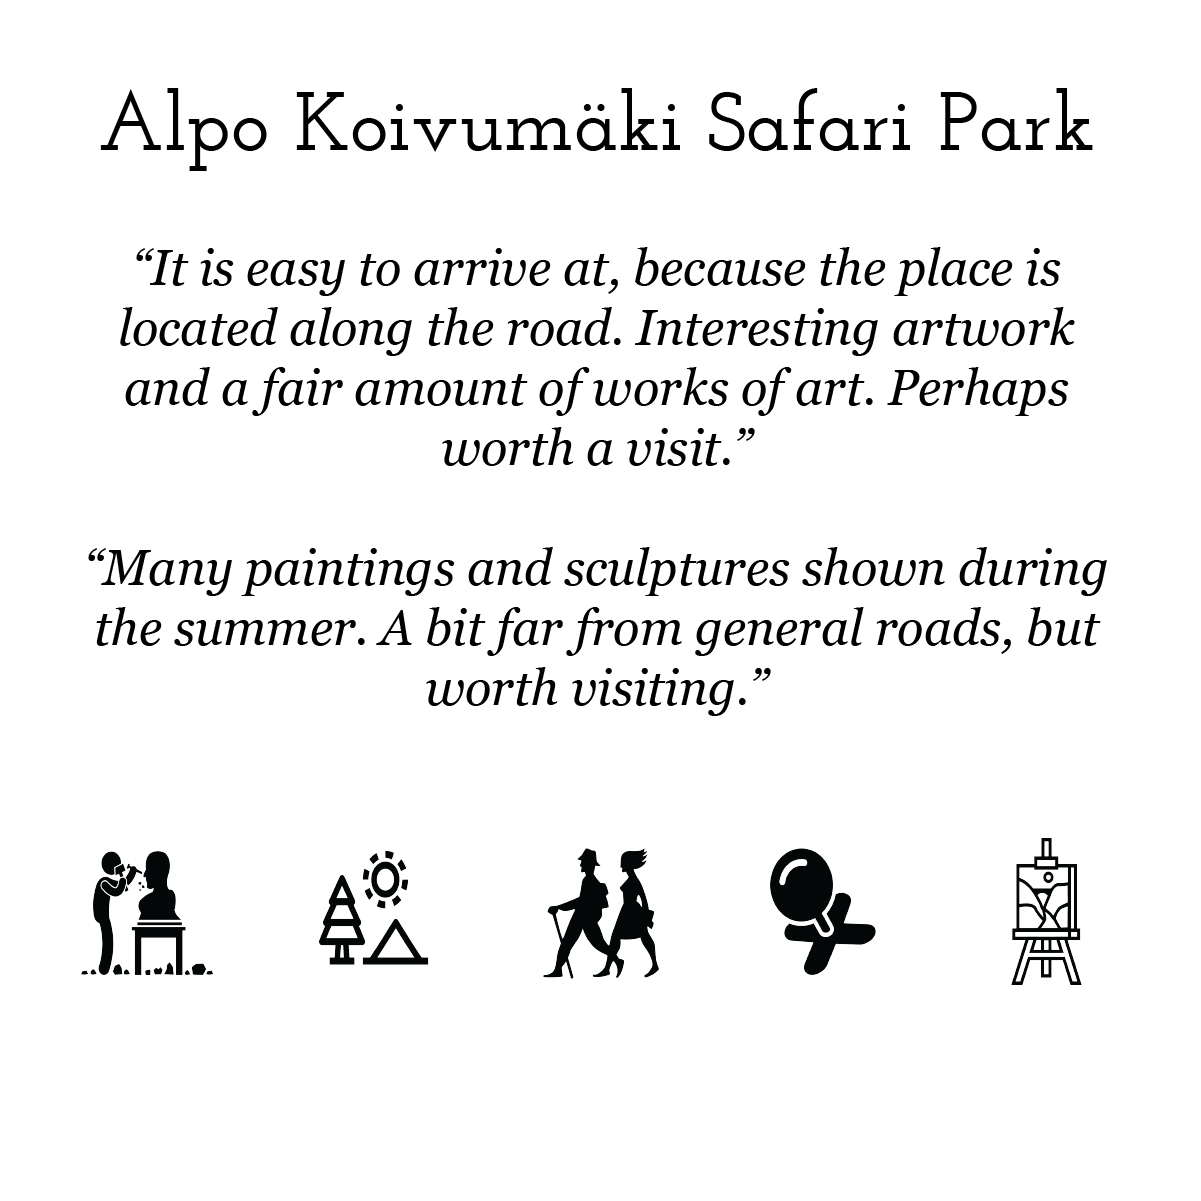 Alpo Koivumäki Safari Park
“It is easy to arrive at, because the place is
located along the road. Interesting artwork
and a fair amount of works of art. Perhaps
worth a visit.”
“Many paintings and sculptures shown during
the summer. A bit far from general roads, but
worth visiting.”